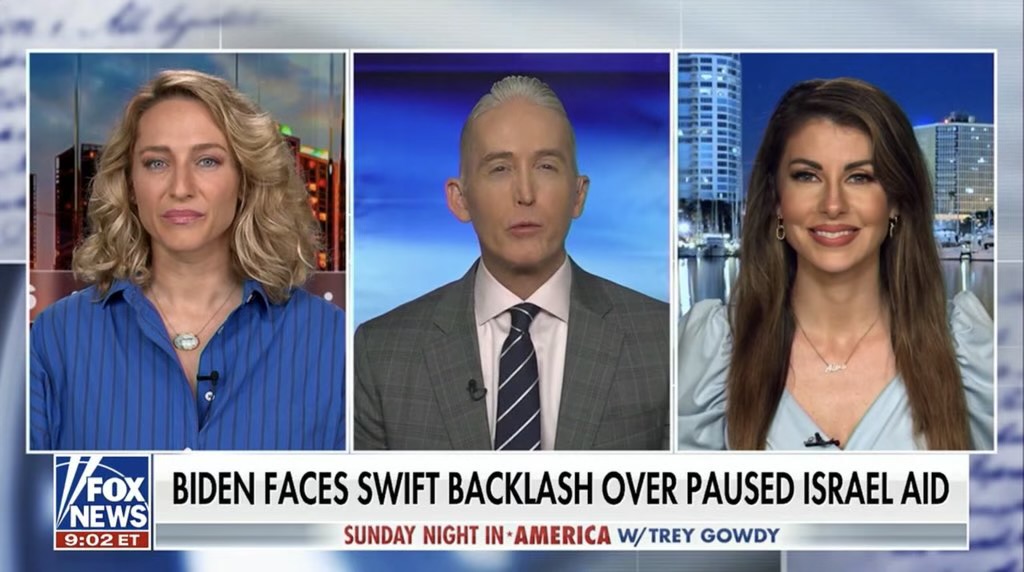 BIDEN FACES SWIFT BACKLASH OVER PAUSED ISRAEL AID
FOX
NEWS
9:02 ET
SUNDAY NIGHT IN★AMERICA W/TREY GOWDY